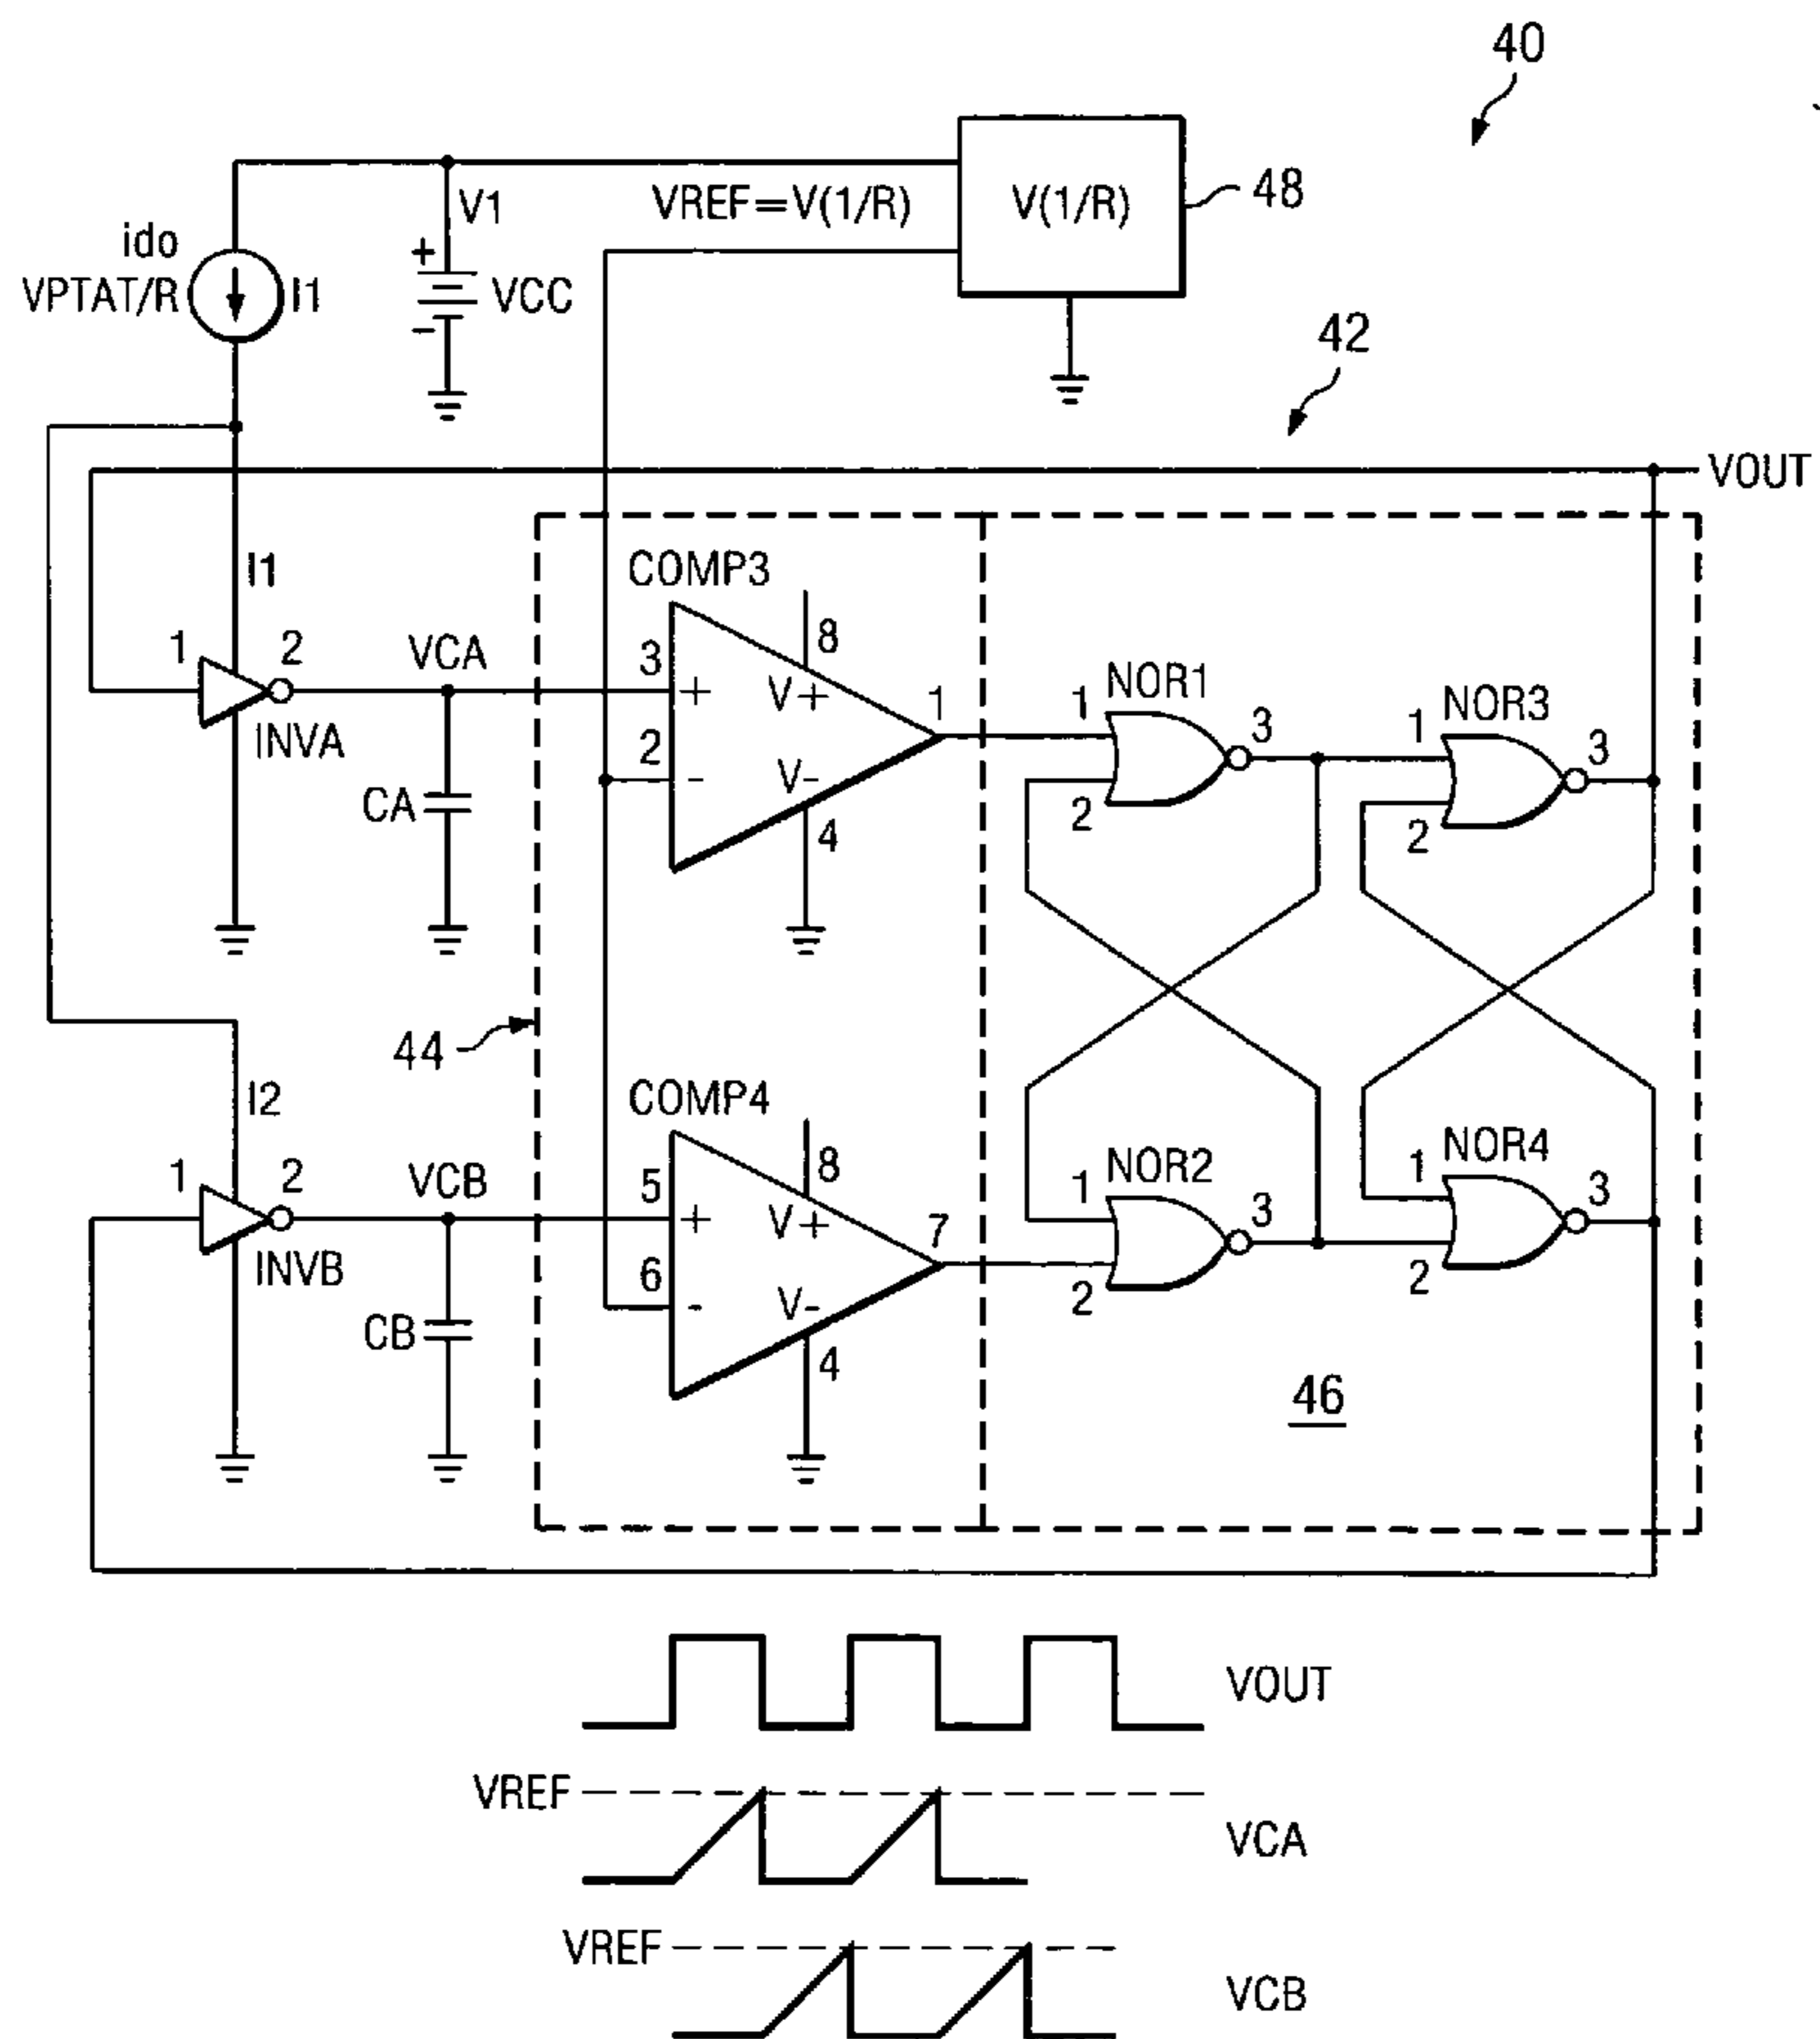 40
V1
VREF=V(1/R)
V(1/R)
48
ido
VPTAT/R
I1
+
VCC
-
42
VOUT
I1
COMP3
1
2
VCA
3
+
8
V+
1
INVA
2
-
V-
4
CA
1
NOR1
3
2
1
NOR3
3
2
44
I2
COMP4
1
2
VCB
5
+
8
V+
7
INVB
6
-
V-
4
CB
1
NOR2
3
2
1
NOR4
3
2
46
VOUT
VREF
VCA
VREF
VCB